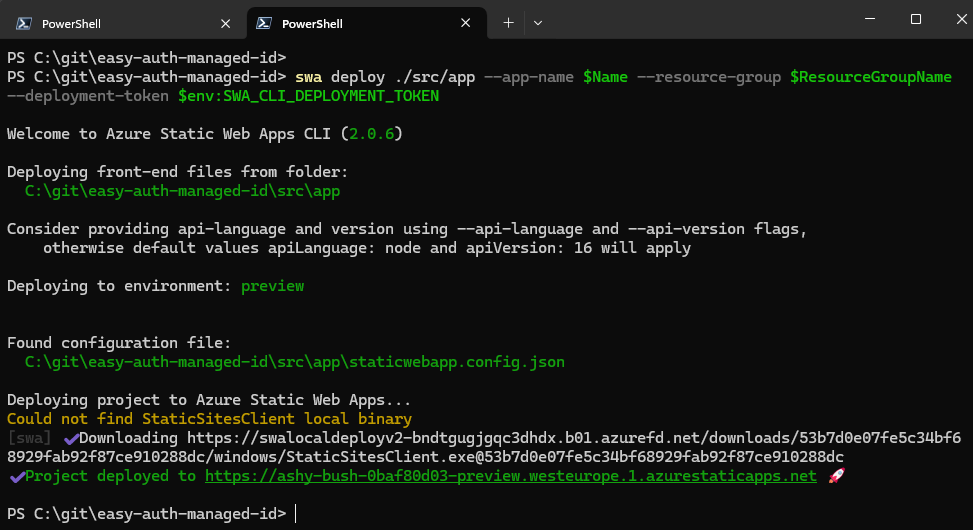 PowerShell
PowerShell
PS C:\git\easy-auth-managed-id>
PS C:\git\easy-auth-managed-id> swa deploy ./src/app --app-name $Name --resource-group $ResourceGroupName
--deployment-token $env:SWA_CLI_DEPLOYMENT_TOKEN
Welcome to Azure Static Web Apps CLI (2.0.6)
Deploying front-end files from folder:
C:\git\easy-auth-managed-id\src\app
Consider providing api-language and version using --api-language and --api-version flags,
otherwise default values apiLanguage: node and apiVersion: 16 will apply
Deploying to environment: preview
Found configuration file:
C:\git\easy-auth-managed-id\src\app\staticwebapp.config.json
Deploying project to Azure Static Web Apps...
Could not find StaticSitesClient local binary
[swa] ✔Downloading https://swalocaldeployv2-bndtgugjgqc3dhdx.b01.azurefd.net/downloads/53b7d0e07fe5c34bf6
8929fab92f87ce910288dc/windows/StaticSitesClient.exe@53b7d0e07fe5c34bf68929fab92f87ce910288dc
✔Project deployed to https://ashy-bush-0baf80d03-preview.westeurope.1.azurestaticapps.net 🚀
PS C:\git\easy-auth-managed-id>